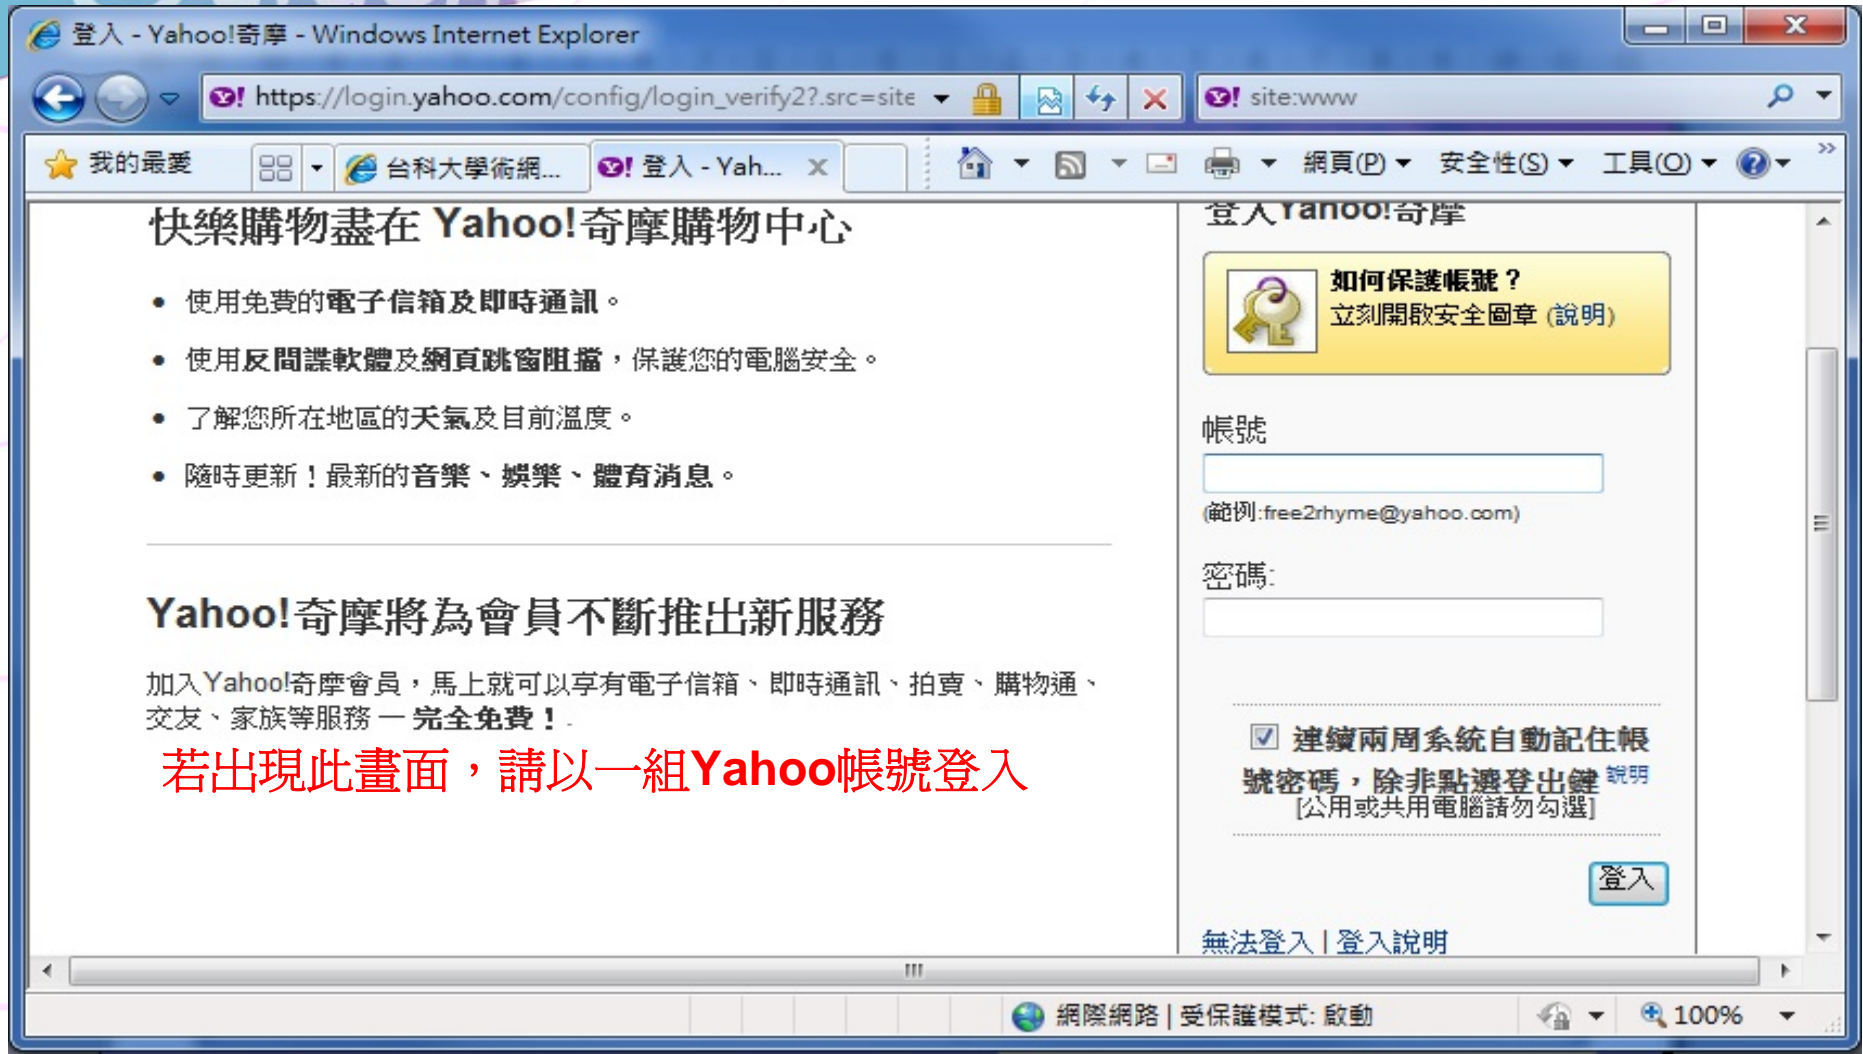 登入 - Yahoo!奇摩 - Windows Internet Explorer
https://login.yahoo.com/config/login_verify2?.src=site
site:www
我的最愛
台科大學術網...
登入 - Yah...
網頁(P)
安全性(S)
工具(O)
快樂購物盡在 Yahoo!奇摩購物中心
• 使用免費的電子信箱及即時通訊。
• 使用反間諜軟體及網頁跳窗阻擋，保護您的電腦安全。
• 了解您所在地區的天氣及目前溫度。
• 隨時更新！最新的音樂、娛樂、體育消息。
Yahoo!奇摩將為會員不斷推出新服務
加入Yahoo!奇摩會員，馬上就可以享有電子信箱、即時通訊、拍賣、購物通、
交友、家族等服務 — 完全免費！
若出現此畫面，請以一組Yahoo帳號登入
登入Yahoo!奇摩
如何保護帳號？
立刻開啟安全圖章 (說明)
帳號
(範例:free2rhyme@yahoo.com)
密碼:
連續兩周系統自動記住帳
號密碼，除非點選登出鍵 說明
[公用或共用電腦請勿勾選]
登入
無法登入 | 登入說明
網際網路 | 受保護模式: 啟動
100%